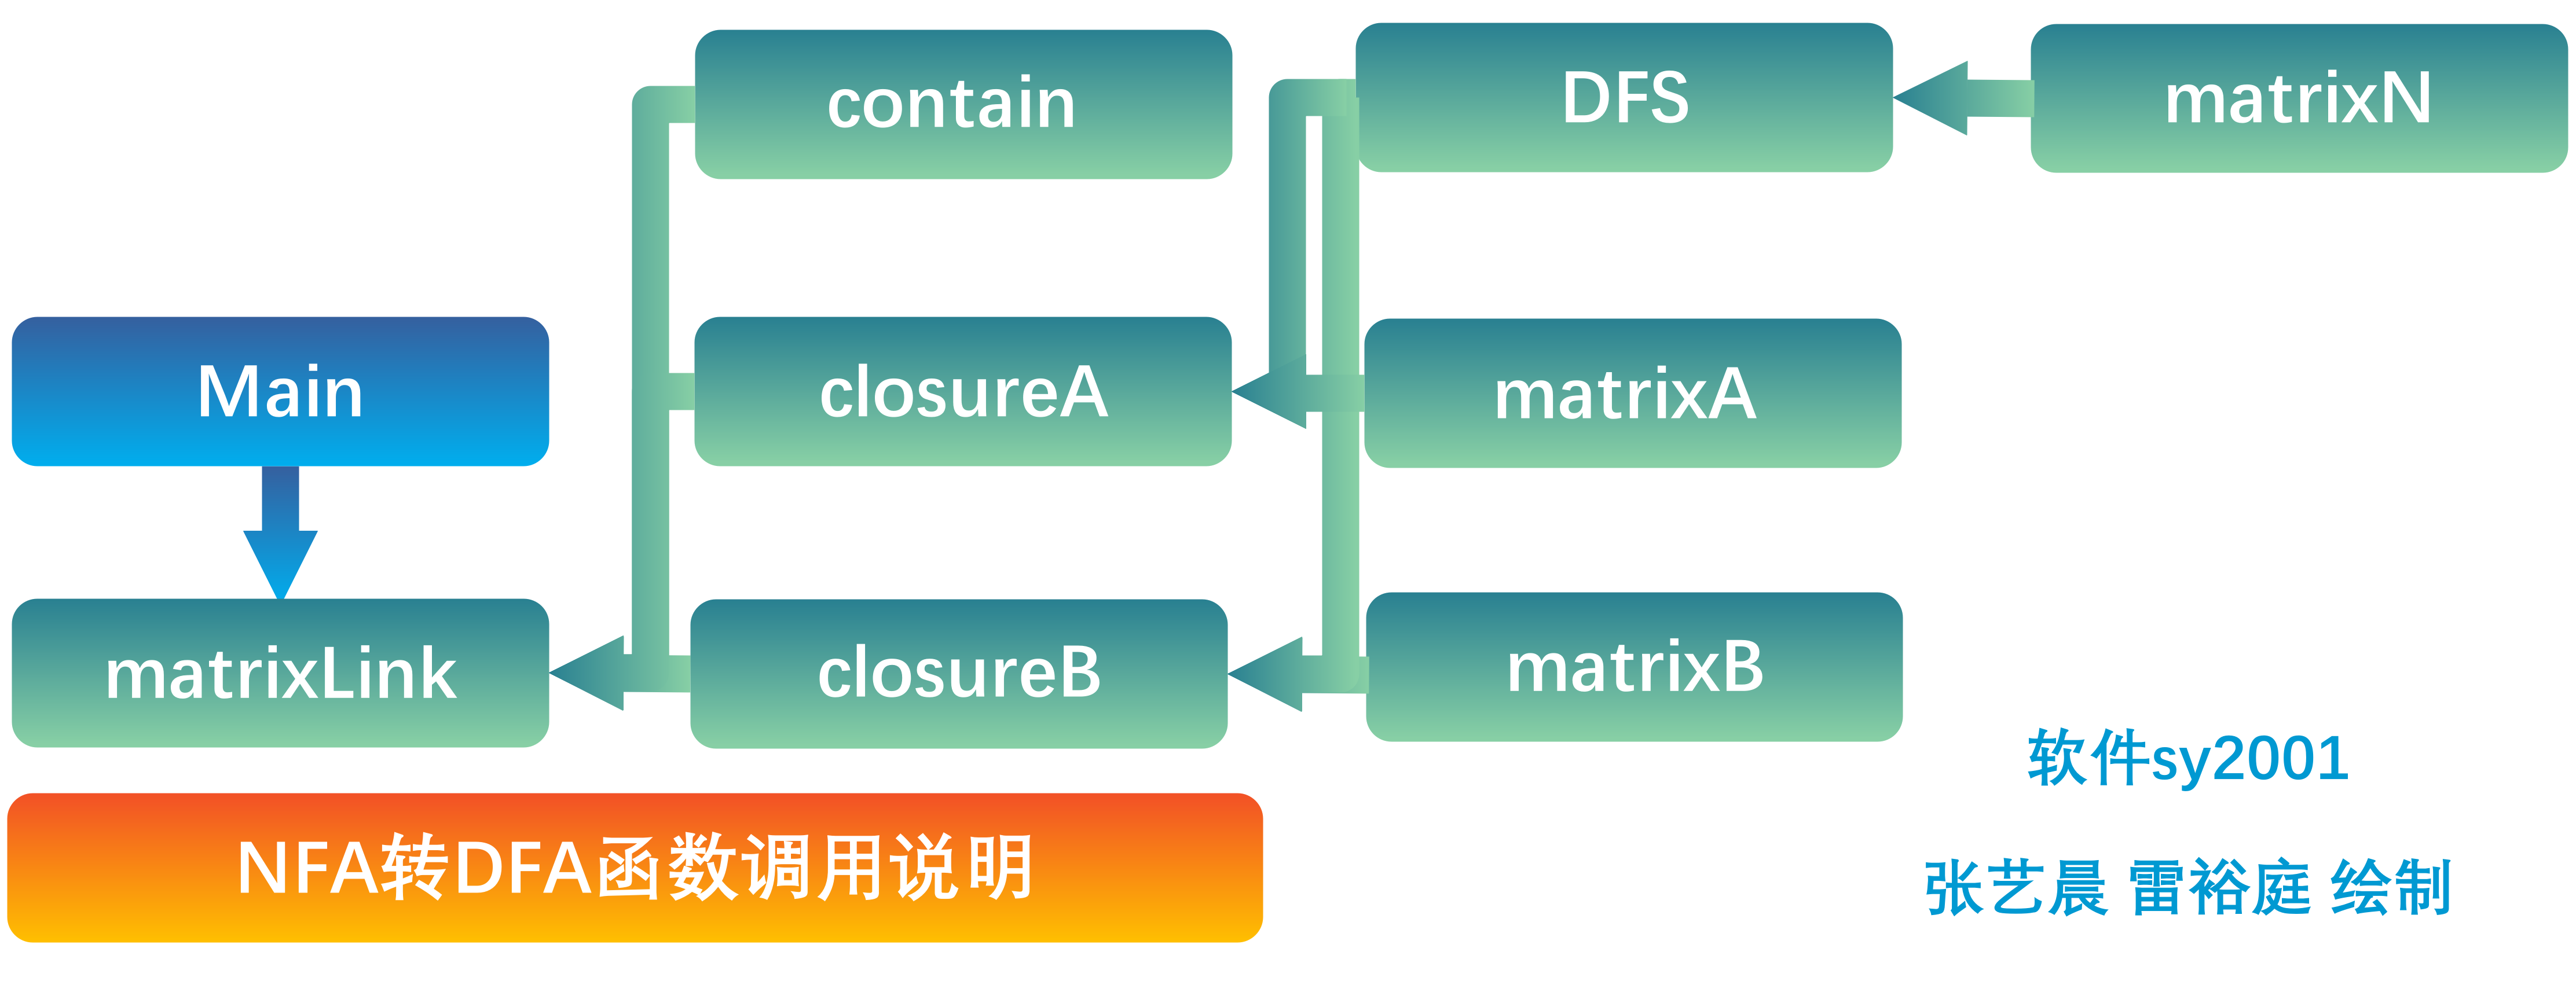 contain
DFS
matrixN
Main
closureA
matrixA
matrixLink
closureB
matrixB
软件sy2001
NFA转DFA函数调用说明
张艺晨 雷裕庭 绘制